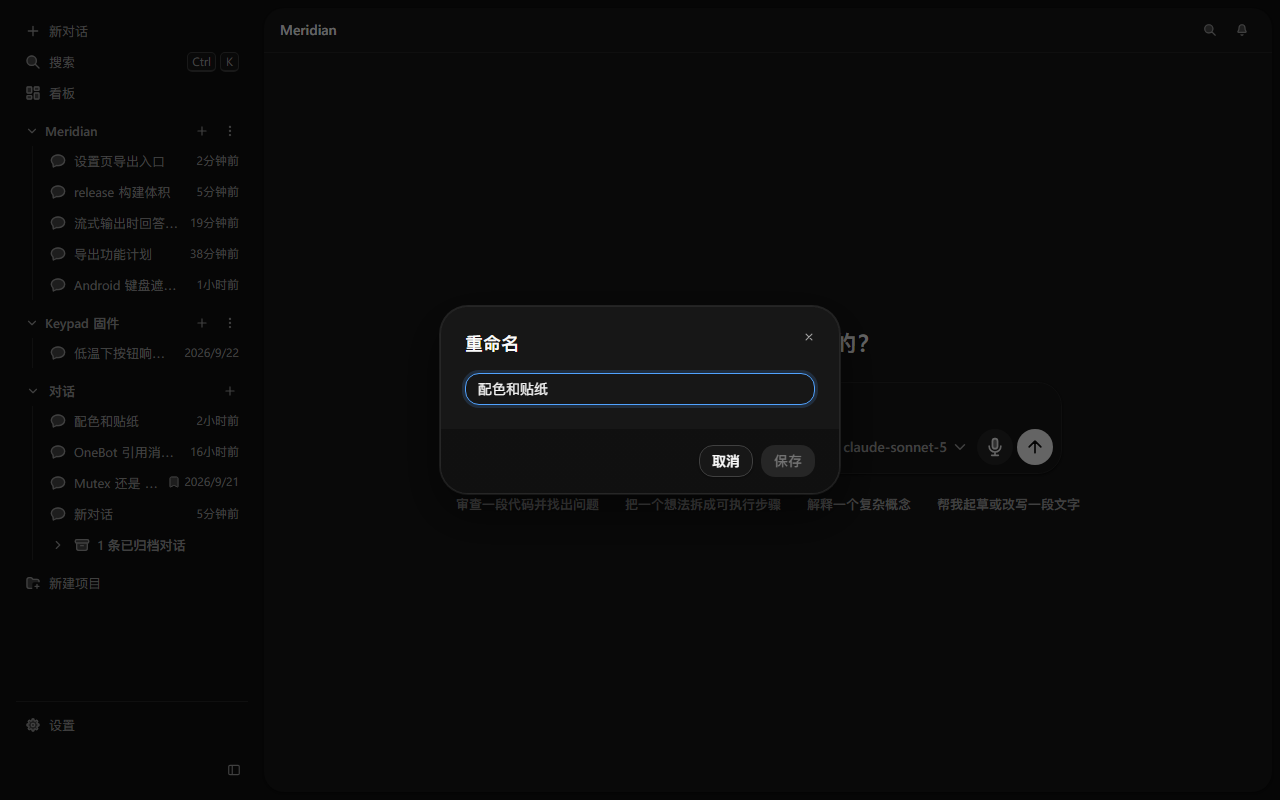 新对话
搜索 Ctrl K
看板
Meridian
设置页导出入口 2分钟前
release 构建体积 5分钟前
流式输出时回答… 19分钟前
导出功能计划 38分钟前
Android 键盘遮… 1小时前
Keypad 固件
低温下按钮响… 2026/9/22
对话
配色和贴纸 2小时前
OneBot 引用消… 16小时前
Mutex 还是 … 2026/9/21
新对话 5分钟前
1 条已归档对话
新建项目
设置
Meridian
的？
重命名
配色和贴纸
取消 保存
claude-sonnet-5
审查一段代码并找出问题 把一个想法拆成可执行步骤 解释一个复杂概念 帮我起草或改写一段文字